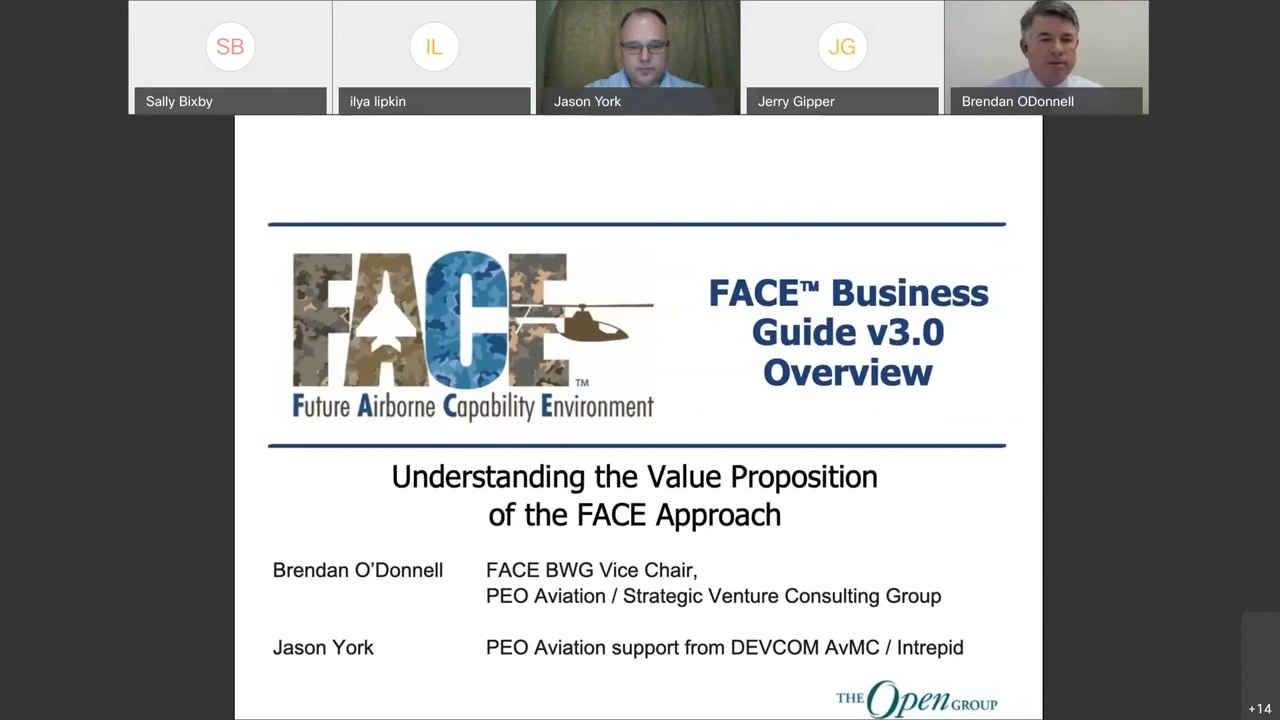 SB
IL
JG
Sally Bixby
ilya lipkin
Jason York
Jerry Gipper
Brendan ODonnell
FACE
TM
Future Airborne Capability Environment
FACE™ Business
Guide v3.0
Overview
Understanding the Value Proposition
of the FACE Approach
Brendan O’Donnell
FACE BWG Vice Chair,
PEO Aviation / Strategic Venture Consulting Group
Jason York
PEO Aviation support from DEVCOM AvMC / Intrepid
THE Open GROUP
+14